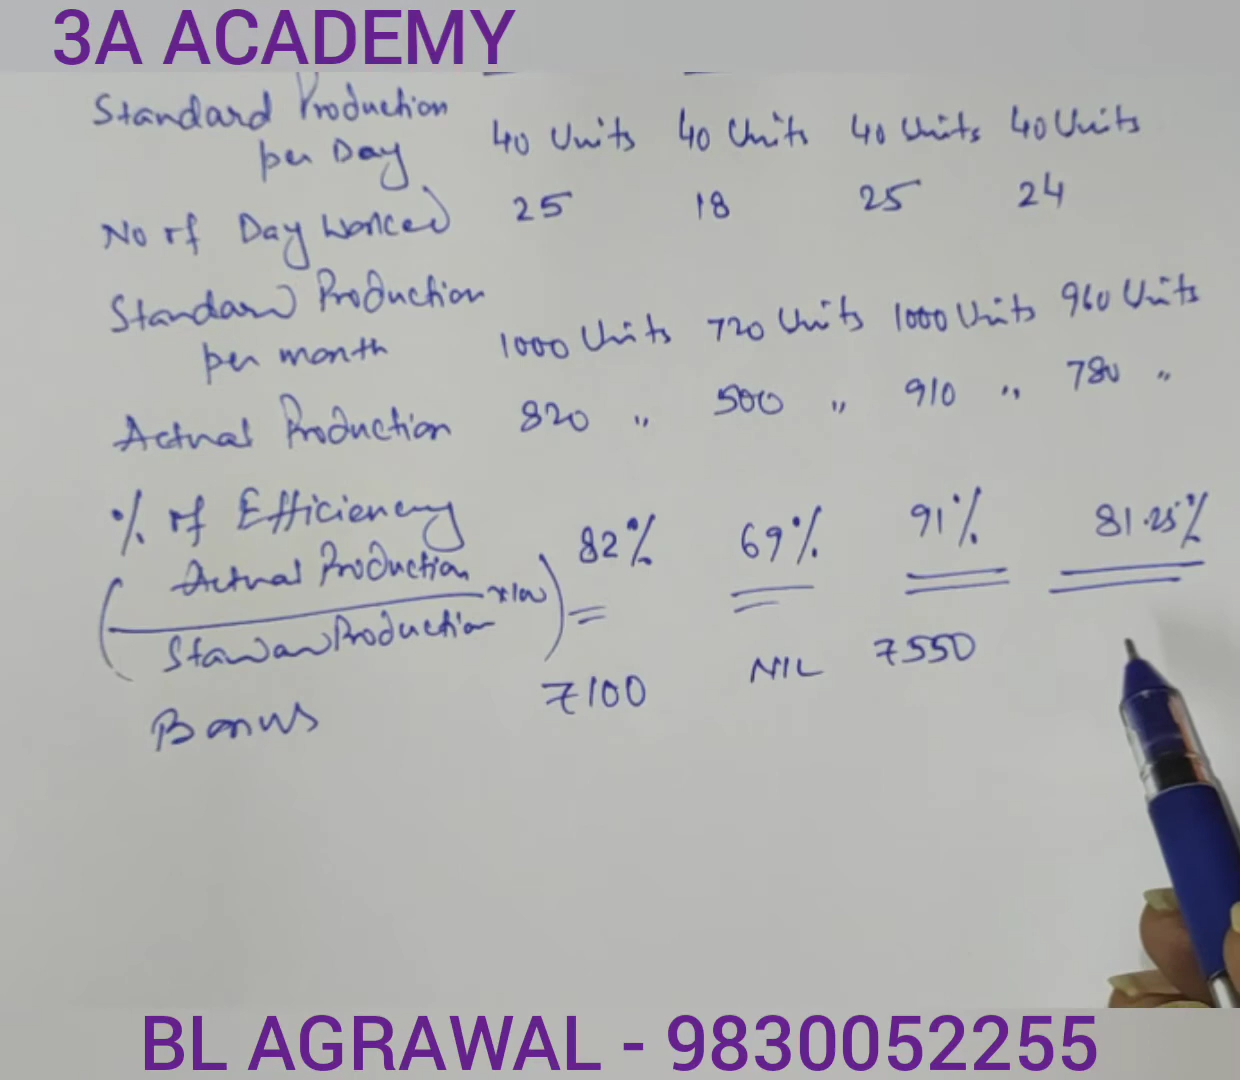 3A ACADEMY
Standard Production
per Day 40 Units 40 Units 40 Units 40 Units
No of Day Worked 25 18 25 24
Standard Production
per month 1000 Units 720 Units 1000 Units 960 Units
Actual Production 820 " 500 " 910 " 780 "
% of Efficiency 82% 69% 91% 81.25%
(Actual Production
Standard Production x100)
Bonus ₹100 NIL ₹550
BL AGRAWAL - 9830052255